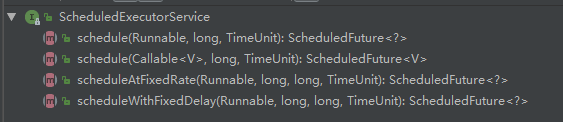 ScheduledExecutorService
schedule(Runnable, long, TimeUnit): ScheduledFuture<?>
schedule(Callable<V>, long, TimeUnit): ScheduledFuture<V>
scheduleAtFixedRate(Runnable, long, long, TimeUnit): ScheduledFuture<?>
scheduleWithFixedDelay(Runnable, long, long, TimeUnit): ScheduledFuture<?>